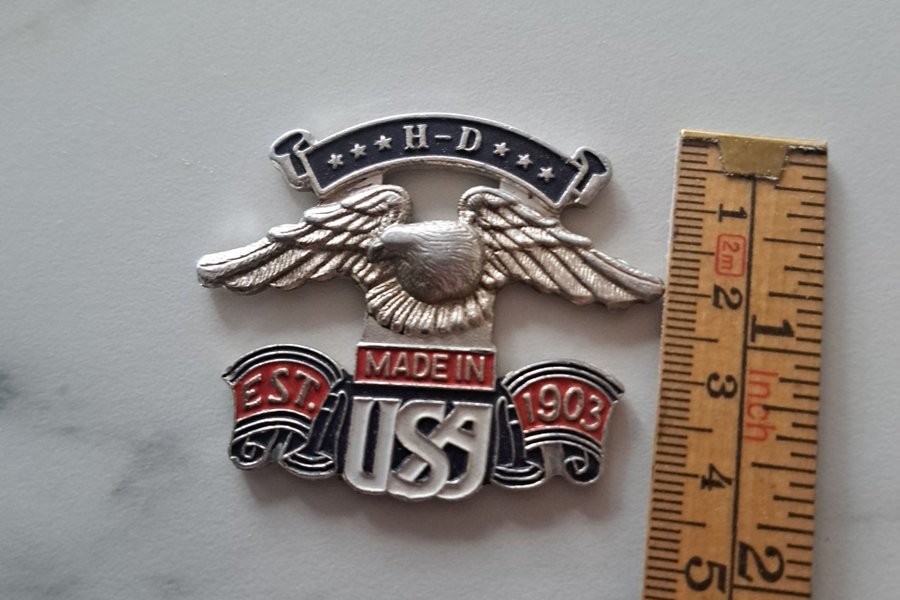 ★★★ H-D ★★★
MADE IN
EST. USA 1903
1
2m
2
1
Inch
3
4
2
5